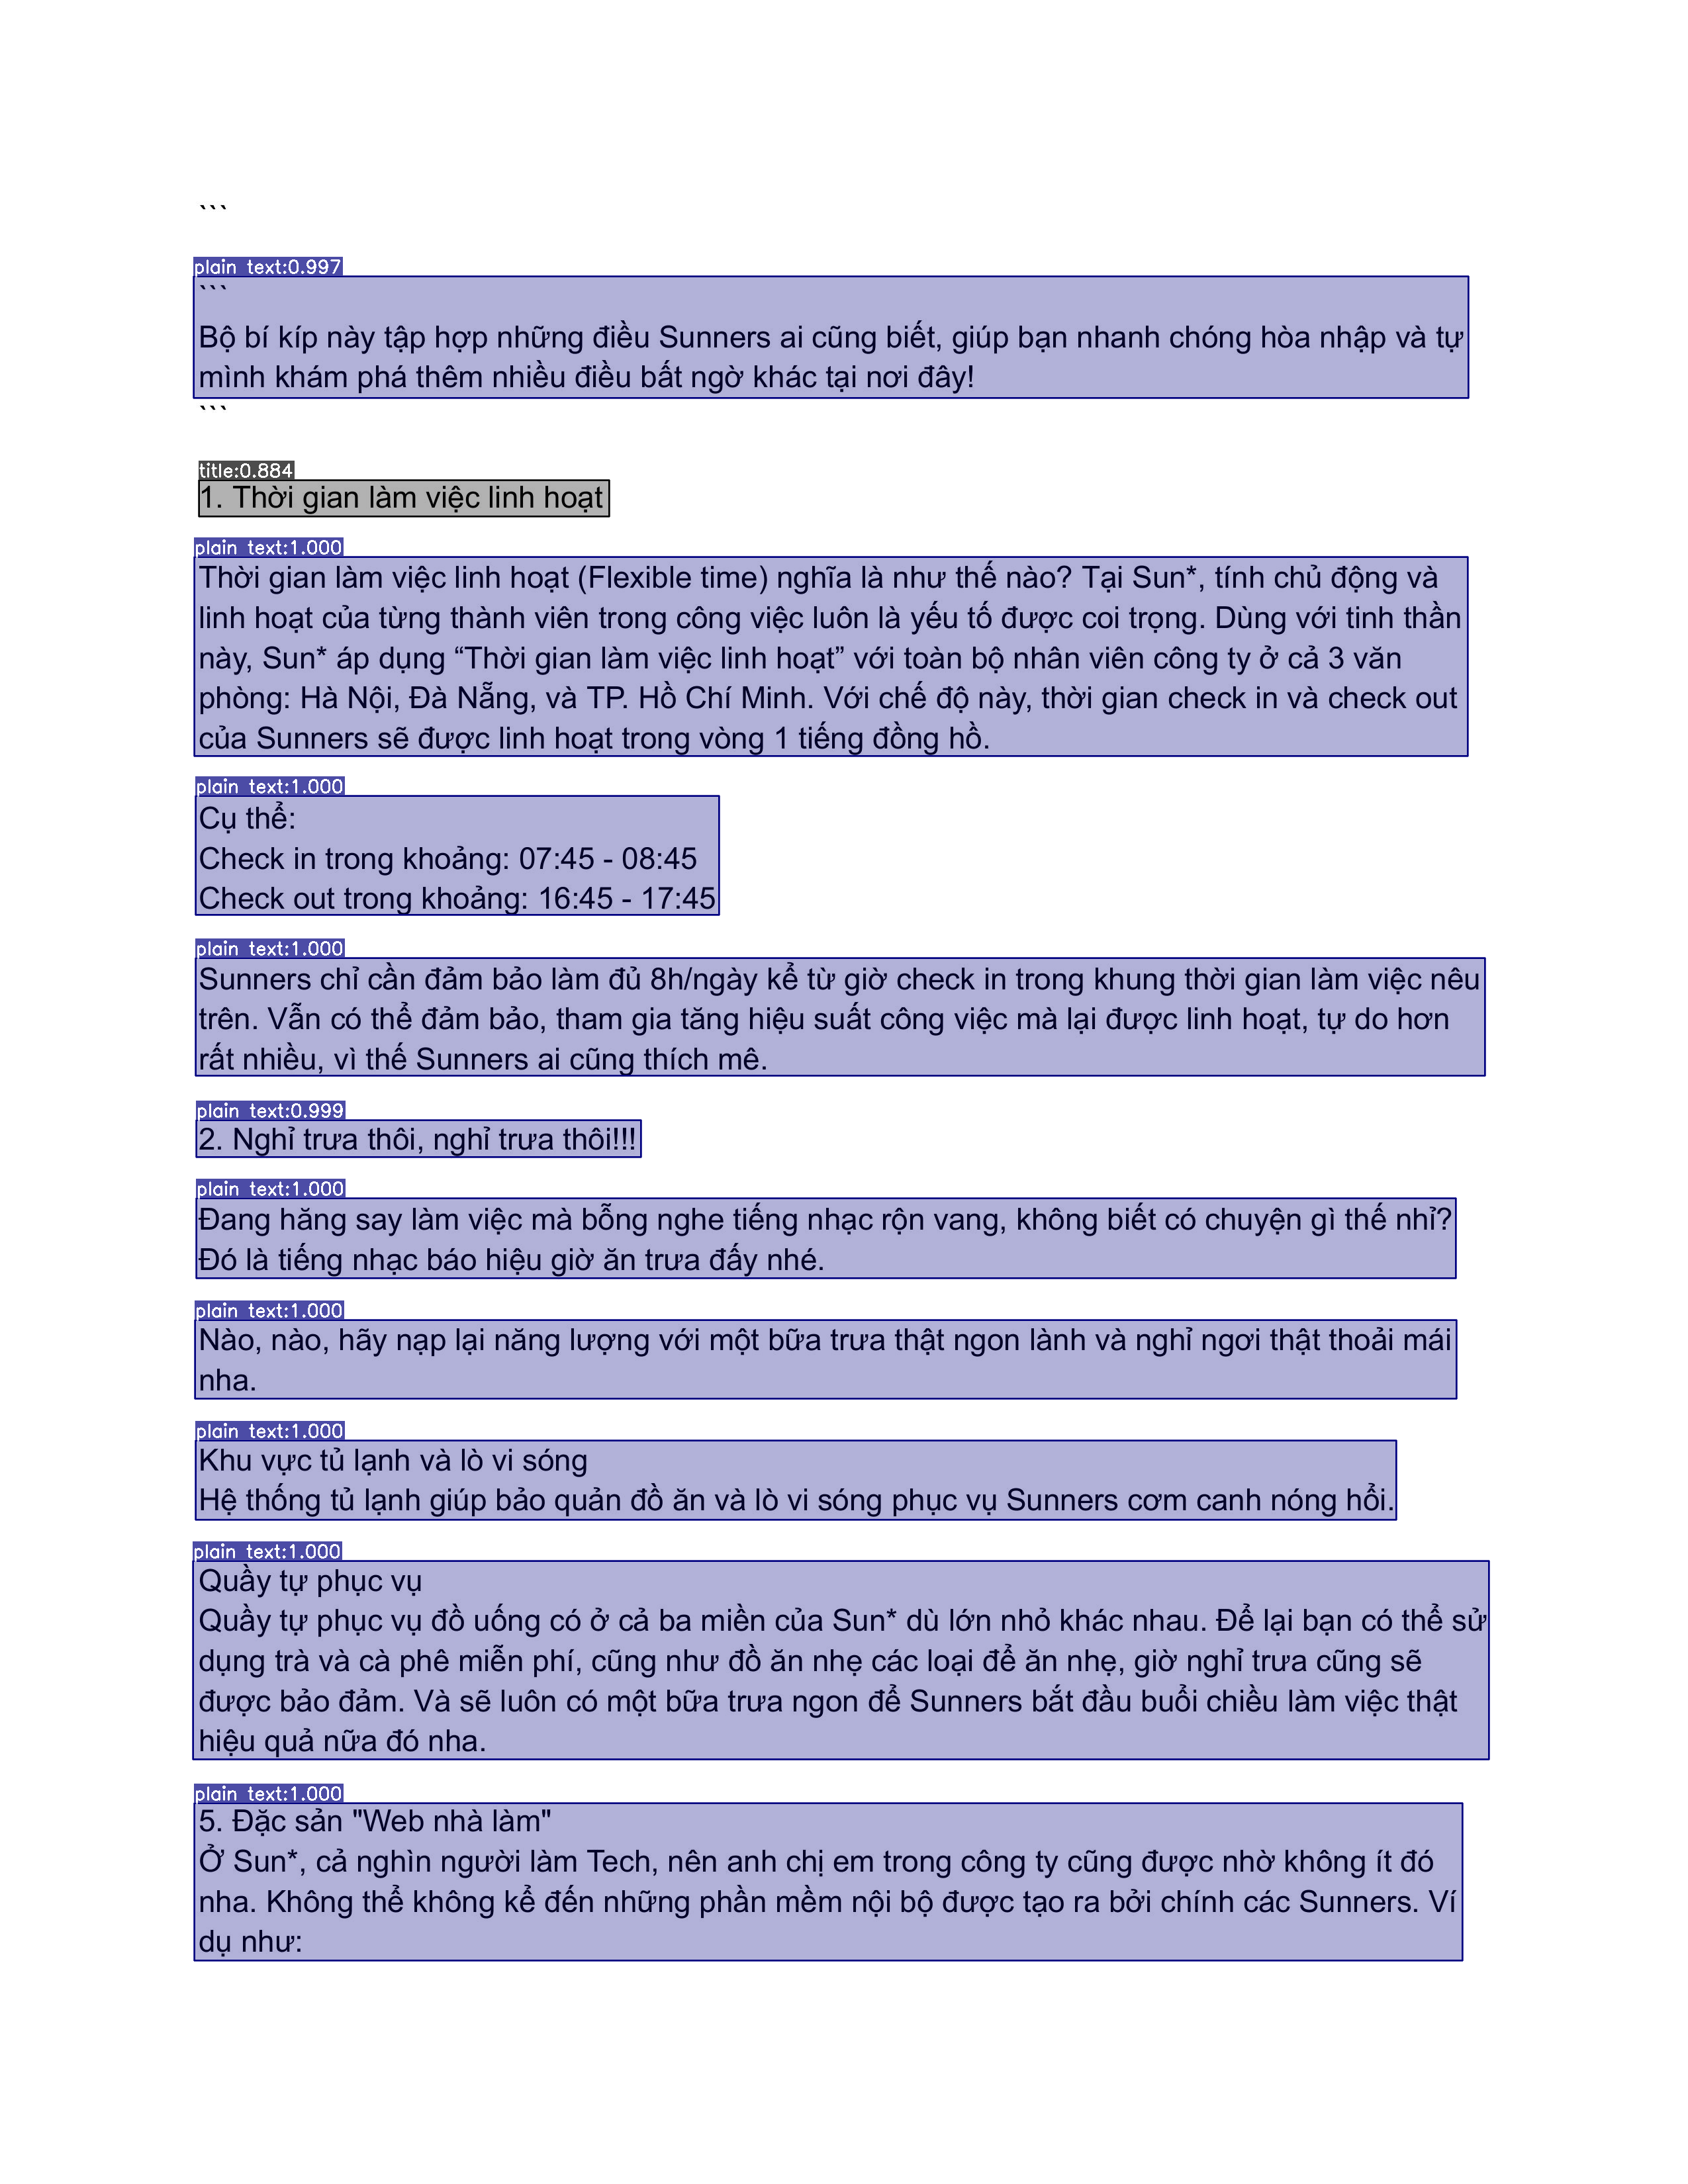 ```
plain text:0.997
```
Bộ bí kíp này tập hợp những điều Sunners ai cũng biết, giúp bạn nhanh chóng hòa nhập và tự
mình khám phá thêm nhiều điều bất ngờ khác tại nơi đây!
```
title:0.884
1. Thời gian làm việc linh hoạt
plain text:1.000
Thời gian làm việc linh hoạt (Flexible time) nghĩa là như thế nào? Tại Sun*, tính chủ động và
linh hoạt của từng thành viên trong công việc luôn là yếu tố được coi trọng. Dùng với tinh thần
này, Sun* áp dụng “Thời gian làm việc linh hoạt” với toàn bộ nhân viên công ty ở cả 3 văn
phòng: Hà Nội, Đà Nẵng, và TP. Hồ Chí Minh. Với chế độ này, thời gian check in và check out
của Sunners sẽ được linh hoạt trong vòng 1 tiếng đồng hồ.
plain text:1.000
Cụ thể:
Check in trong khoảng: 07:45 - 08:45
Check out trong khoảng: 16:45 - 17:45
plain text:1.000
Sunners chỉ cần đảm bảo làm đủ 8h/ngày kể từ giờ check in trong khung thời gian làm việc nêu
trên. Vẫn có thể đảm bảo, tham gia tăng hiệu suất công việc mà lại được linh hoạt, tự do hơn
rất nhiều, vì thế Sunners ai cũng thích mê.
plain text:0.999
2. Nghỉ trưa thôi, nghỉ trưa thôi!!!
plain text:1.000
Đang hăng say làm việc mà bỗng nghe tiếng nhạc rộn vang, không biết có chuyện gì thế nhỉ?
Đó là tiếng nhạc báo hiệu giờ ăn trưa đấy nhé.
plain text:1.000
Nào, nào, hãy nạp lại năng lượng với một bữa trưa thật ngon lành và nghỉ ngơi thật thoải mái
nha.
plain text:1.000
Khu vực tủ lạnh và lò vi sóng
Hệ thống tủ lạnh giúp bảo quản đồ ăn và lò vi sóng phục vụ Sunners cơm canh nóng hổi.
plain text:1.000
Quầy tự phục vụ
Quầy tự phục vụ đồ uống có ở cả ba miền của Sun* dù lớn nhỏ khác nhau. Để lại bạn có thể sử
dụng trà và cà phê miễn phí, cũng như đồ ăn nhẹ các loại để ăn nhẹ, giờ nghỉ trưa cũng sẽ
được bảo đảm. Và sẽ luôn có một bữa trưa ngon để Sunners bắt đầu buổi chiều làm việc thật
hiệu quả nữa đó nha.
plain text:1.000
5. Đặc sản "Web nhà làm"
Ở Sun*, cả nghìn người làm Tech, nên anh chị em trong công ty cũng được nhờ không ít đó
nha. Không thể không kể đến những phần mềm nội bộ được tạo ra bởi chính các Sunners. Ví
dụ như: